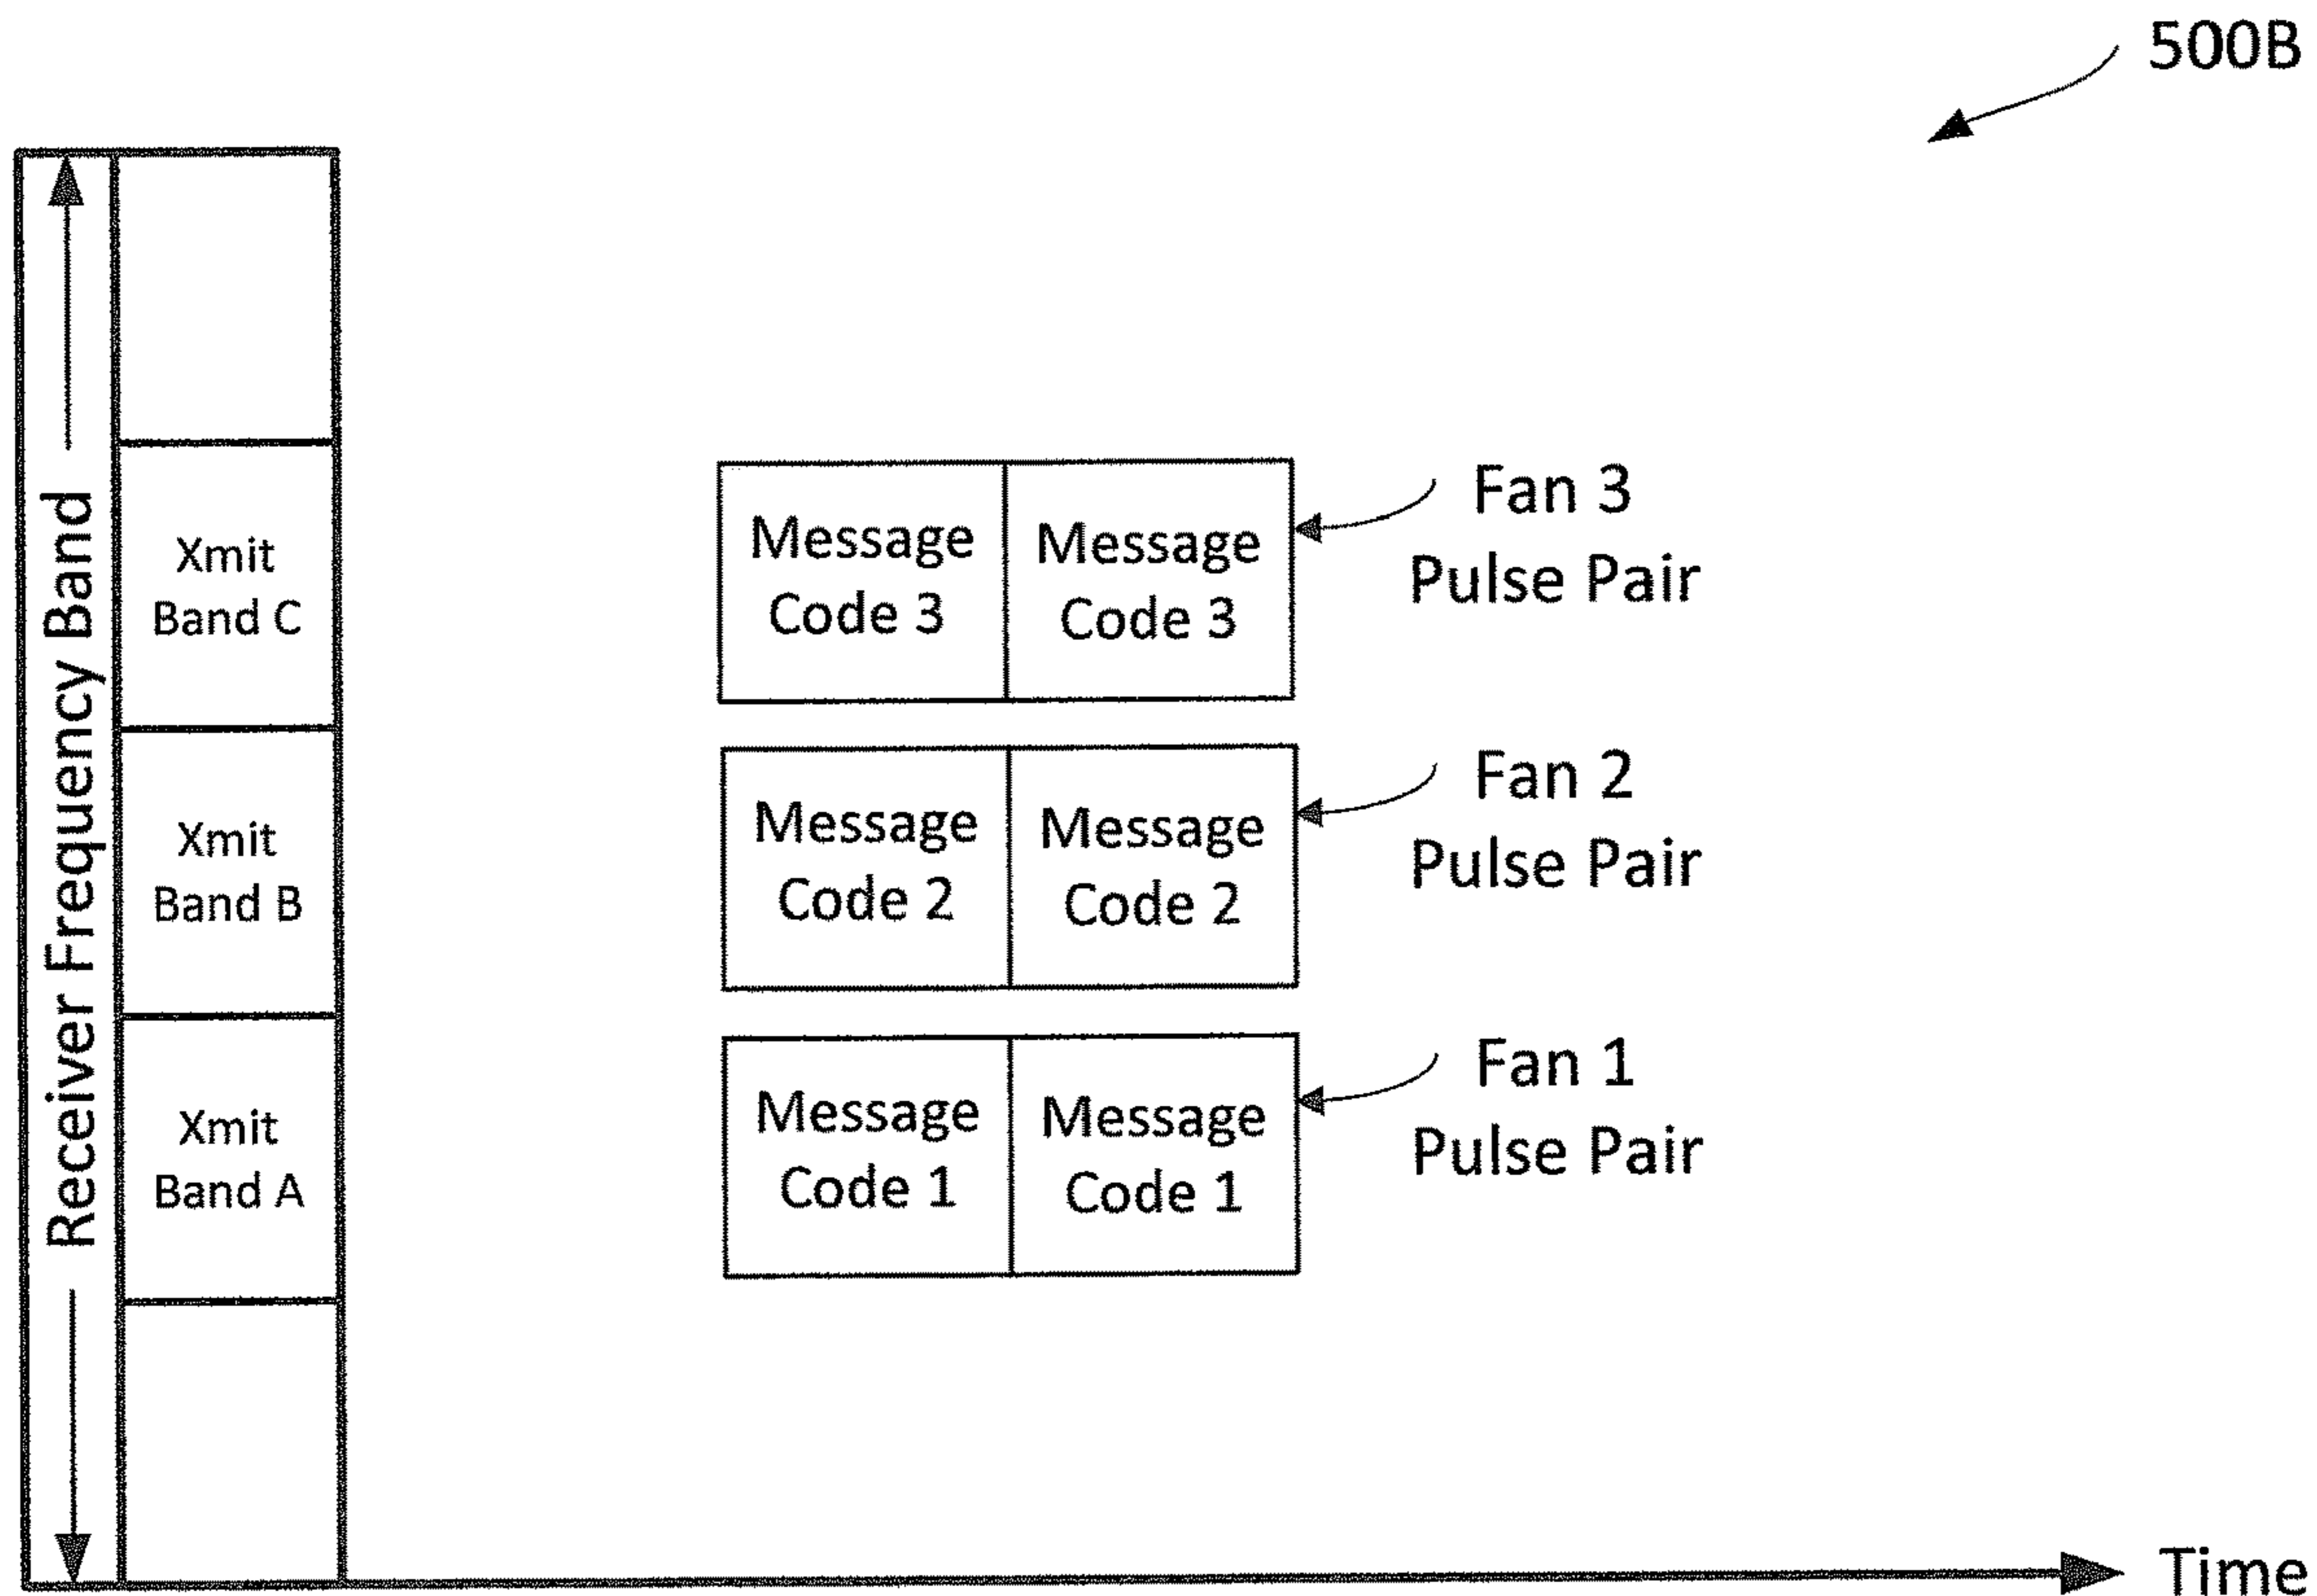 500B
Receiver Frequency Band
Xmit
Band C
Message
Code 3
Message
Code 3
Fan 3
Pulse Pair
Xmit
Band B
Message
Code 2
Message
Code 2
Fan 2
Pulse Pair
Xmit
Band A
Message
Code 1
Message
Code 1
Fan 1
Pulse Pair
Time